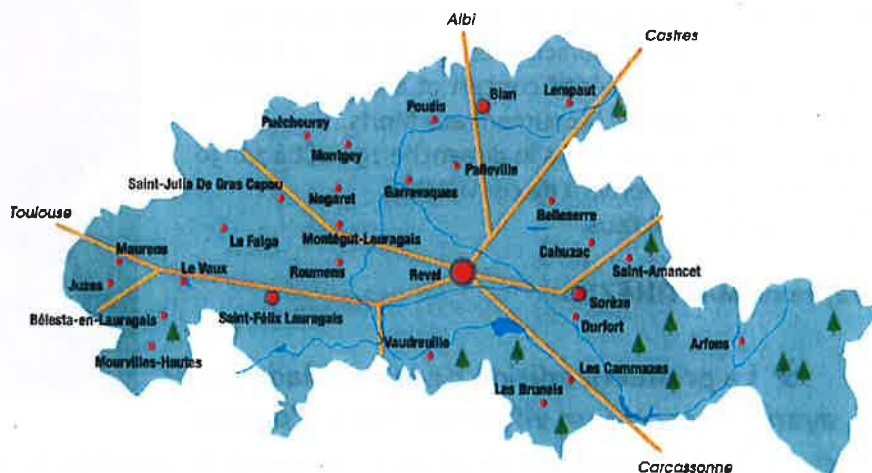 Albi
Castres
Blan
Lempaut
Poudis
Puéchoursy
Montgey
Palleville
Saint-Julia De Gras Capou
Nogaret
Garrevaques
Belleserre
Toulouse
Le Falga
Montégut-Lauragais
Cahuzac
Maurens
Roumens
Revel
Saint-Amancet
Juzes
Le Vaux
Sorèze
Bélesta-en-Lauragais
Saint-Félix Lauragais
Durfort
Vaudreuille
Arfons
Mourvilles-Hautes
Les Cammazes
Les Brunels
Carcassonne